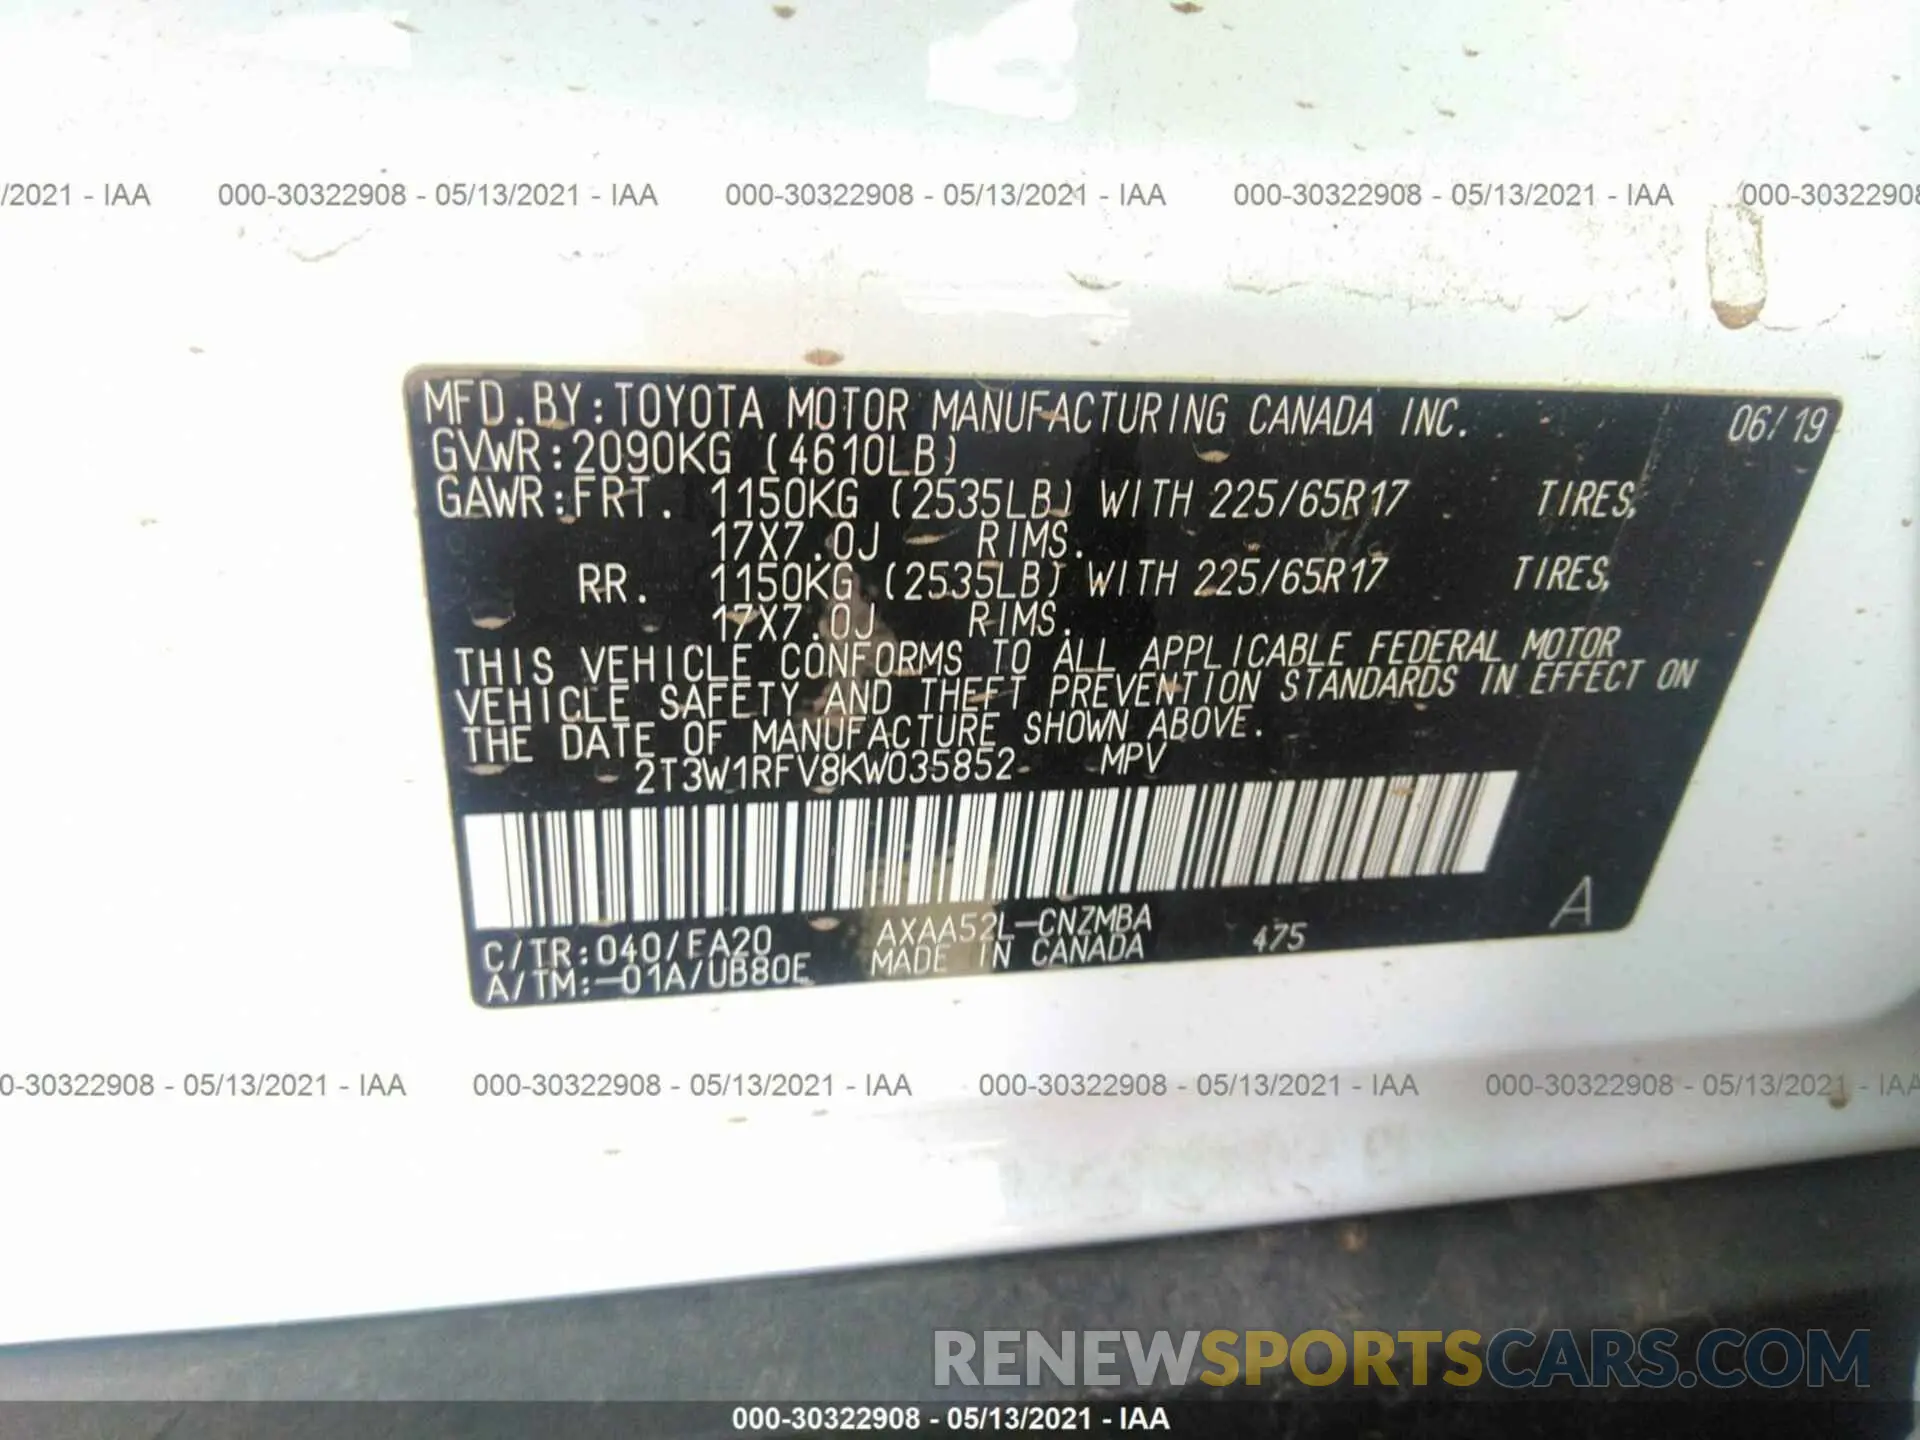 /2021 - IAA 000-30322908 - 05/13/2021 - IAA 000-30322908 - 05/13/2021 - IAA 000-30322908 - 05/13/2021 - IAA 000-30322908
MFD.BY:TOYOTA MOTOR MANUFACTURING CANADA INC. 06/19
GVWR:2090KG (4610LB)
GAWR:FRT. 1150KG (2535LB) WITH 225/65R17 TIRES,
17X7.0J RIMS.
RR. 1150KG (2535LB) WITH 225/65R17 TIRES,
17X7.0J RIMS.
THIS VEHICLE CONFORMS TO ALL APPLICABLE FEDERAL MOTOR
VEHICLE SAFETY AND THEFT PREVENTION STANDARDS IN EFFECT ON
THE DATE OF MANUFACTURE SHOWN ABOVE.
2T3W1RFV8KW035852 MPV
C/TR:040/EA20 AXAA52L-CNZMBA 475 A
A/TM:-01A/UB80E MADE IN CANADA
0-30322908 - 05/13/2021 - IAA 000-30322908 - 05/13/2021 - IAA 000-30322908 - 05/13/2021 - IAA 000-30322908 - 05/13/2021 - IAA
RENEWSPORTSCARS.COM
000-30322908 - 05/13/2021 - IAA